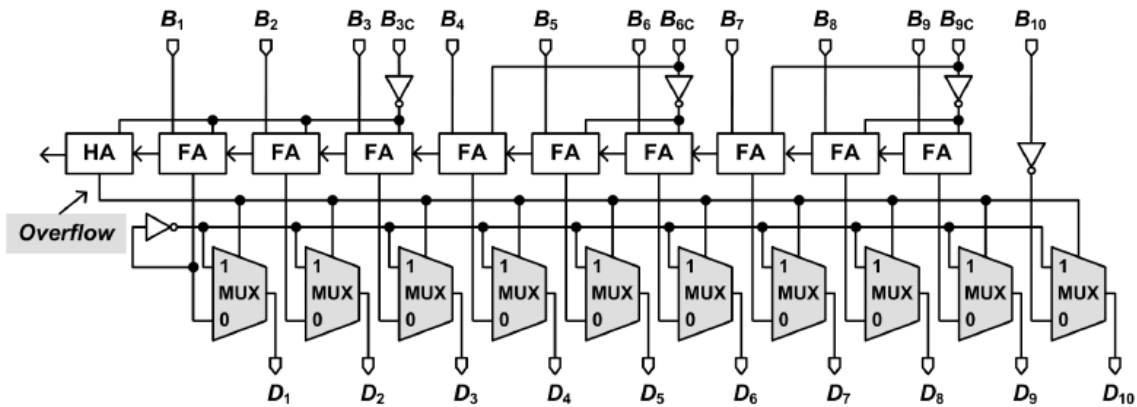 B1 B2 B3 B3C B4 B5 B6 B6C B7 B8 B9 B9C B10
HA FA FA FA FA FA FA FA FA FA
Overflow
1 1 1 1 1 1 1 1 1 1
MUX MUX MUX MUX MUX MUX MUX MUX MUX MUX
0 0 0 0 0 0 0 0 0 0
D1 D2 D3 D4 D5 D6 D7 D8 D9 D10